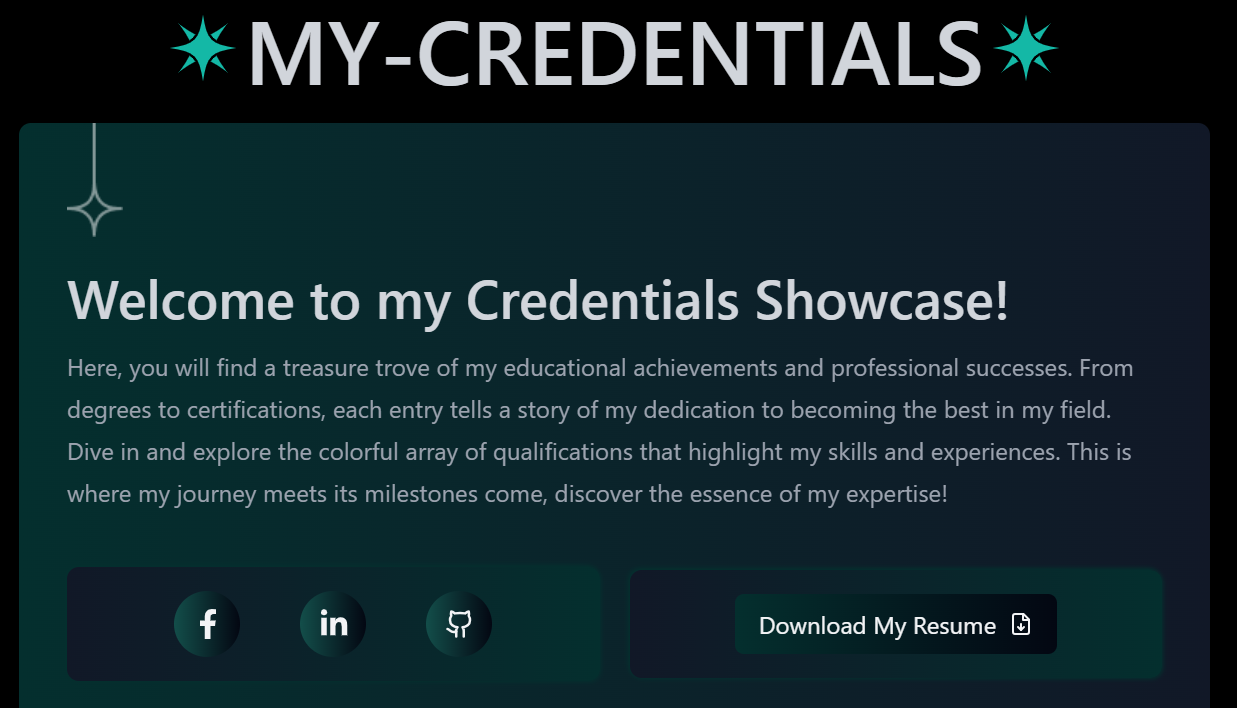 MY-CREDENTIALS
Welcome to my Credentials Showcase!
Here, you will find a treasure trove of my educational achievements and professional successes. From
degrees to certifications, each entry tells a story of my dedication to becoming the best in my field.
Dive in and explore the colorful array of qualifications that highlight my skills and experiences. This is
where my journey meets its milestones come, discover the essence of my expertise!
f in
Download My Resume